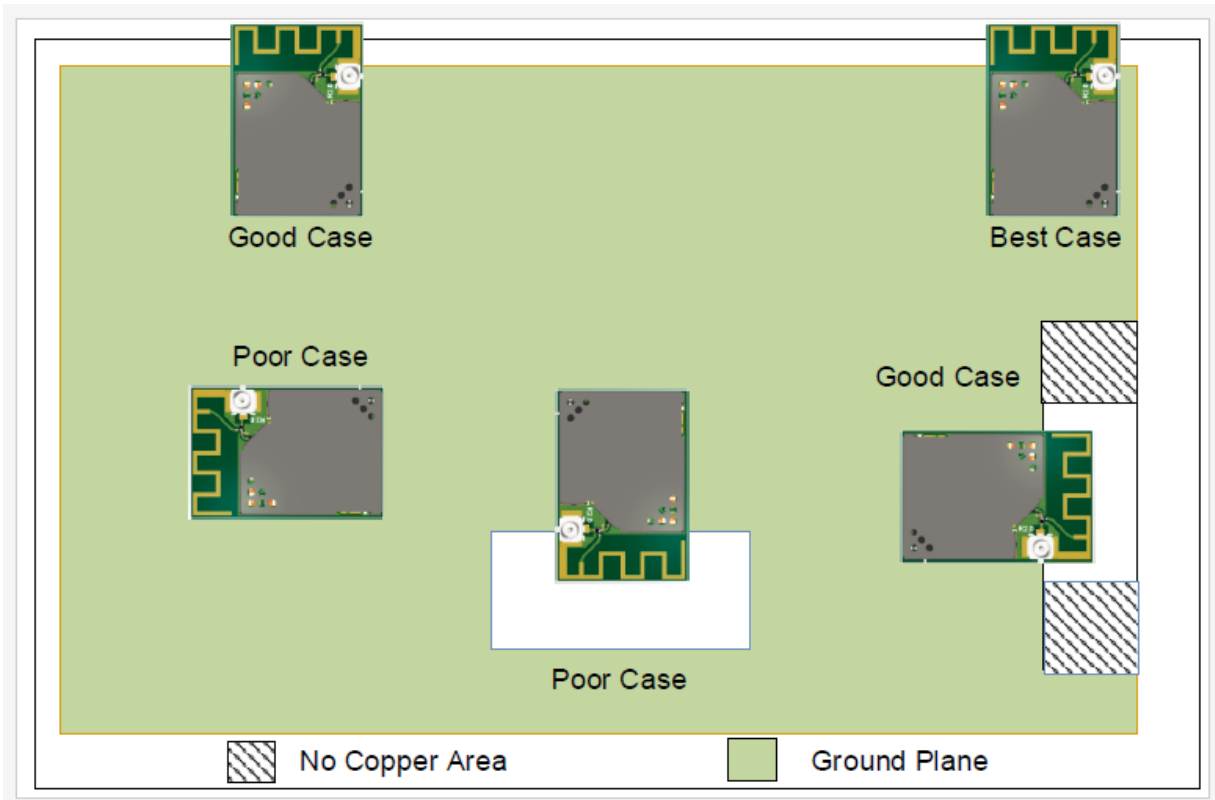 Good Case
Best Case
Poor Case
Good Case
Poor Case
No Copper Area
Ground Plane